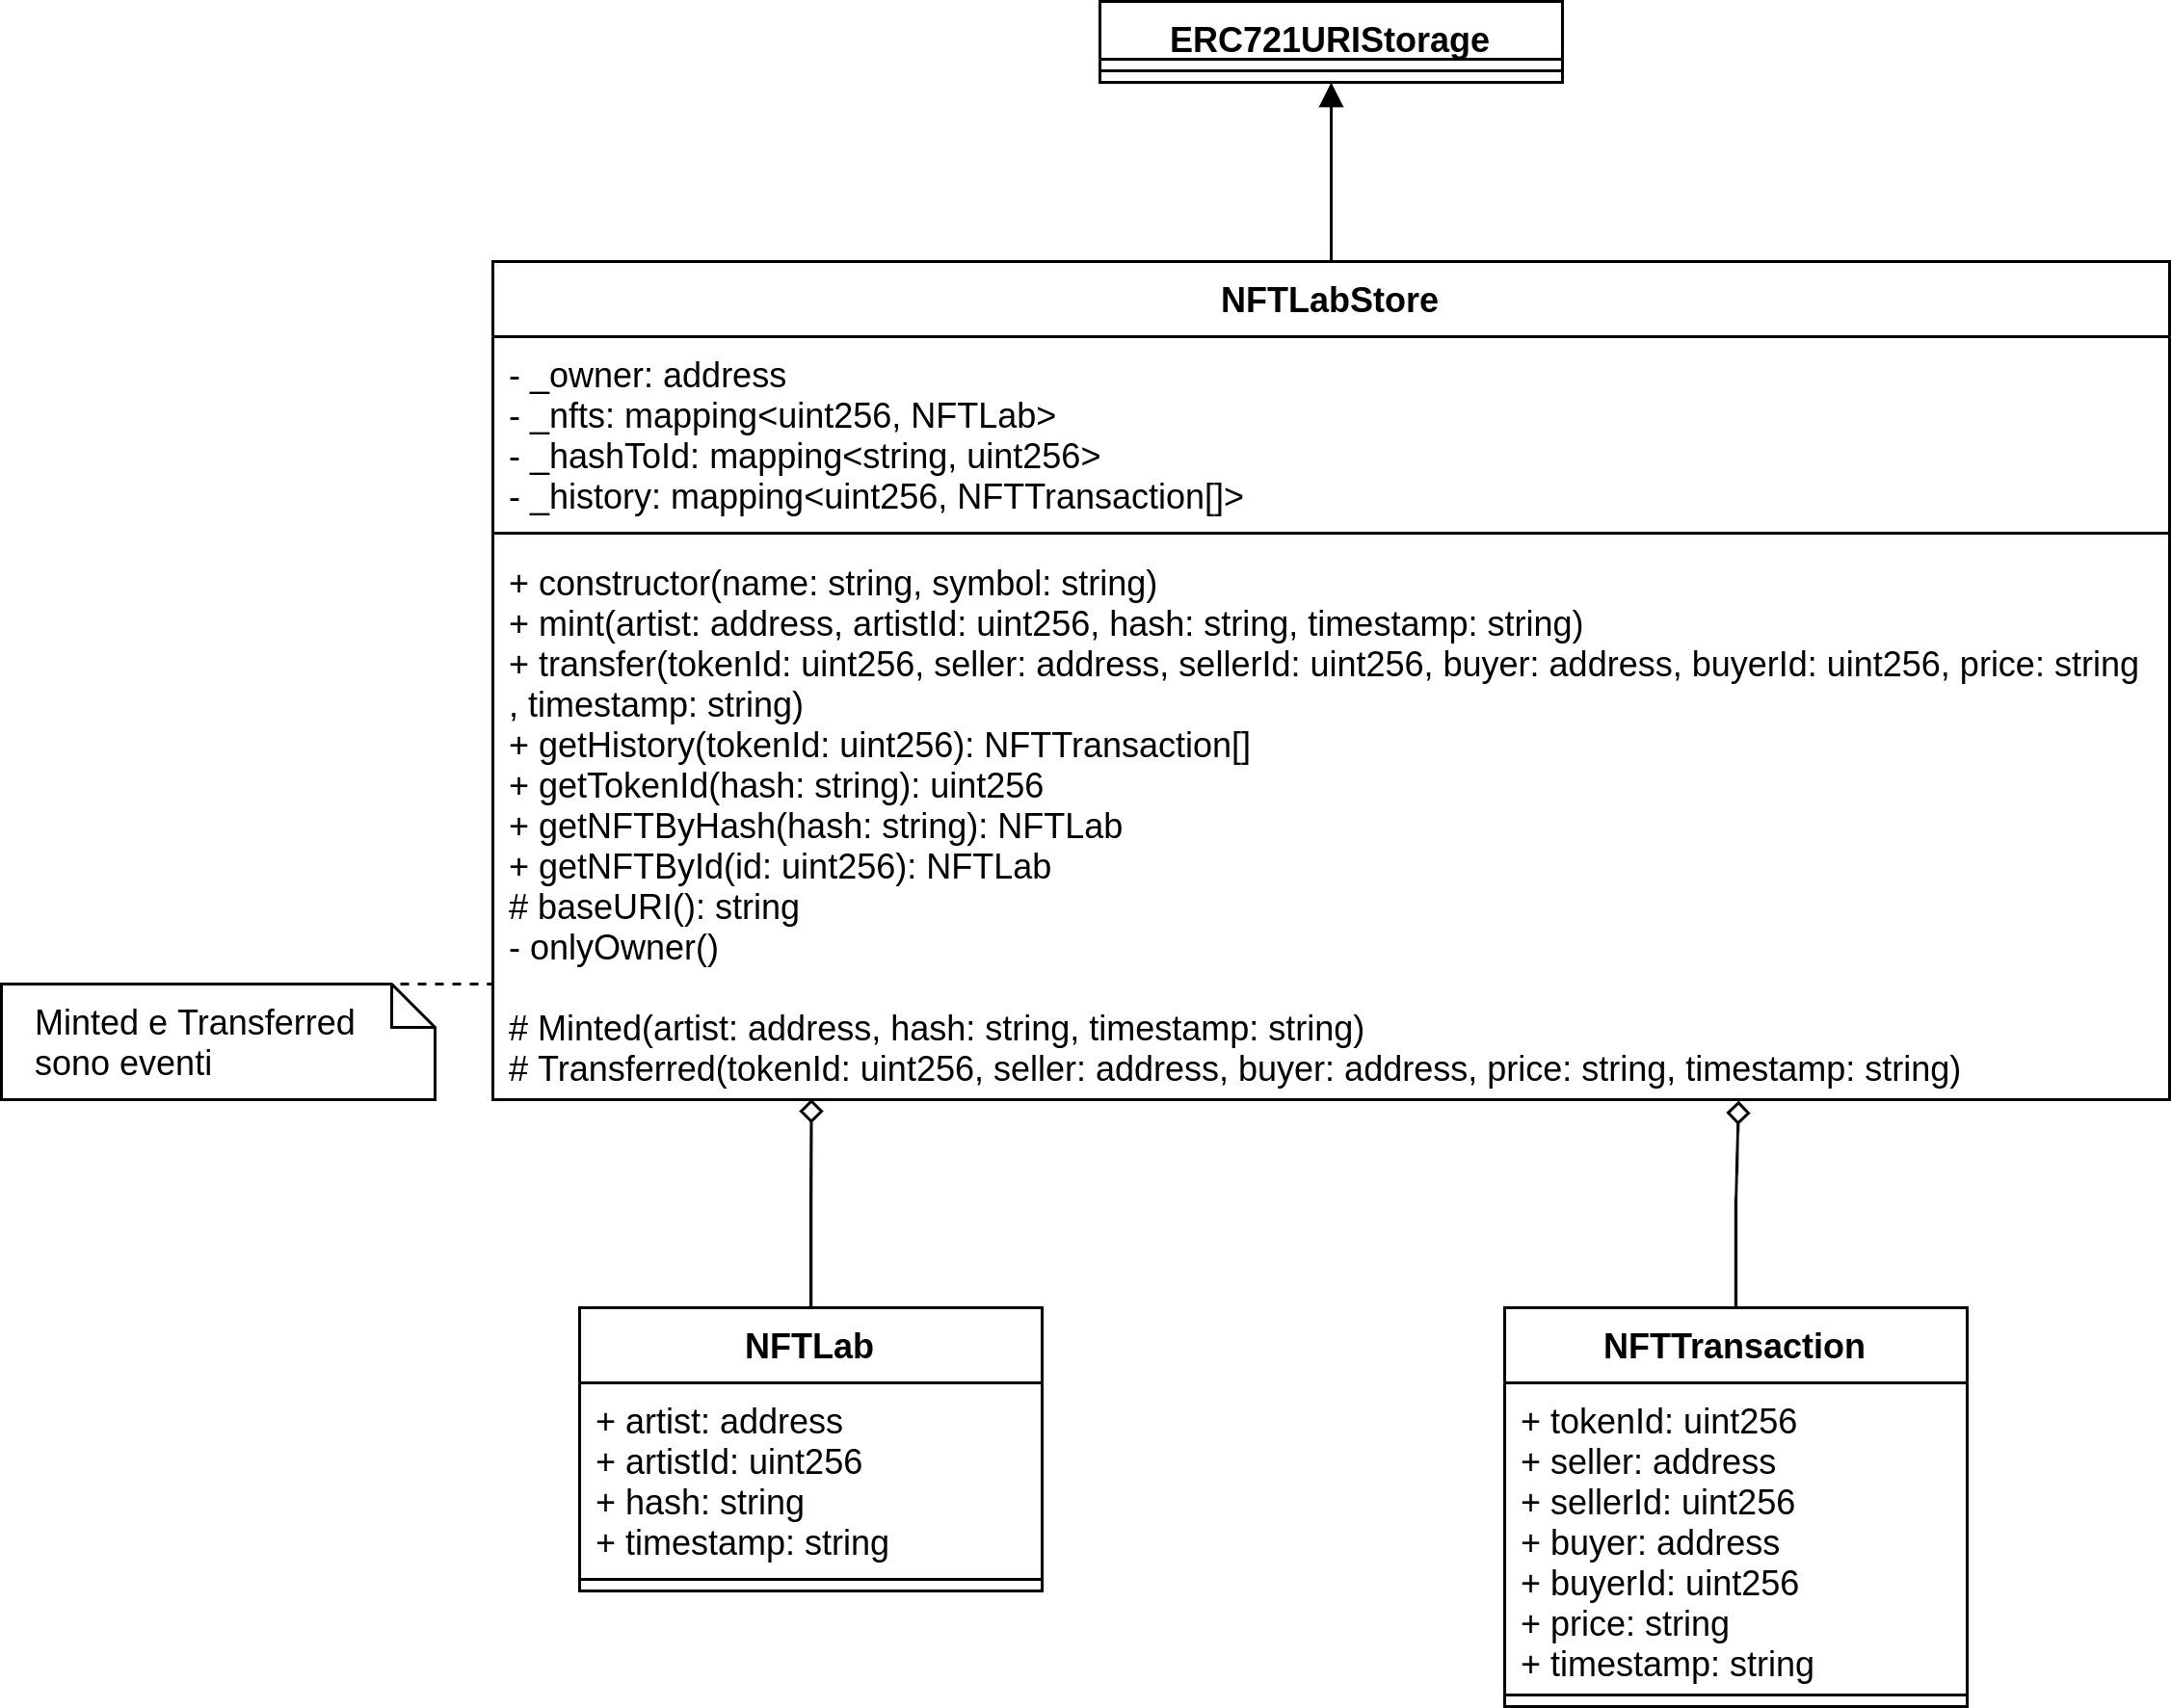 ERC721URIStorage
NFTLabStore
- _owner: address
- _nfts: mapping<uint256, NFTLab>
- _hashToId: mapping<string, uint256>
- _history: mapping<uint256, NFTTransaction[]>
+ constructor(name: string, symbol: string)
+ mint(artist: address, artistId: uint256, hash: string, timestamp: string)
+ transfer(tokenId: uint256, seller: address, sellerId: uint256, buyer: address, buyerId: uint256, price: string
, timestamp: string)
+ getHistory(tokenId: uint256): NFTTransaction[]
+ getTokenId(hash: string): uint256
+ getNFTByHash(hash: string): NFTLab
+ getNFTById(id: uint256): NFTLab
# baseURI(): string
- onlyOwner()
# Minted(artist: address, hash: string, timestamp: string)
# Transferred(tokenId: uint256, seller: address, buyer: address, price: string, timestamp: string)
Minted e Transferred
sono eventi
NFTLab
+ artist: address
+ artistId: uint256
+ hash: string
+ timestamp: string
NFTTransaction
+ tokenId: uint256
+ seller: address
+ sellerId: uint256
+ buyer: address
+ buyerId: uint256
+ price: string
+ timestamp: string